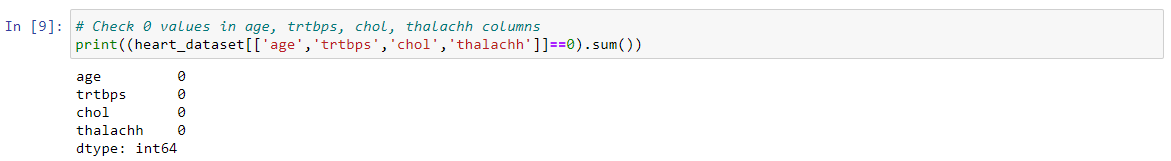 In [9]: # Check 0 values in age, trtbps, chol, thalachh columns
print((heart_dataset[['age','trtbps','chol','thalachh']]==0).sum())
age 0
trtbps 0
chol 0
thalachh 0
dtype: int64